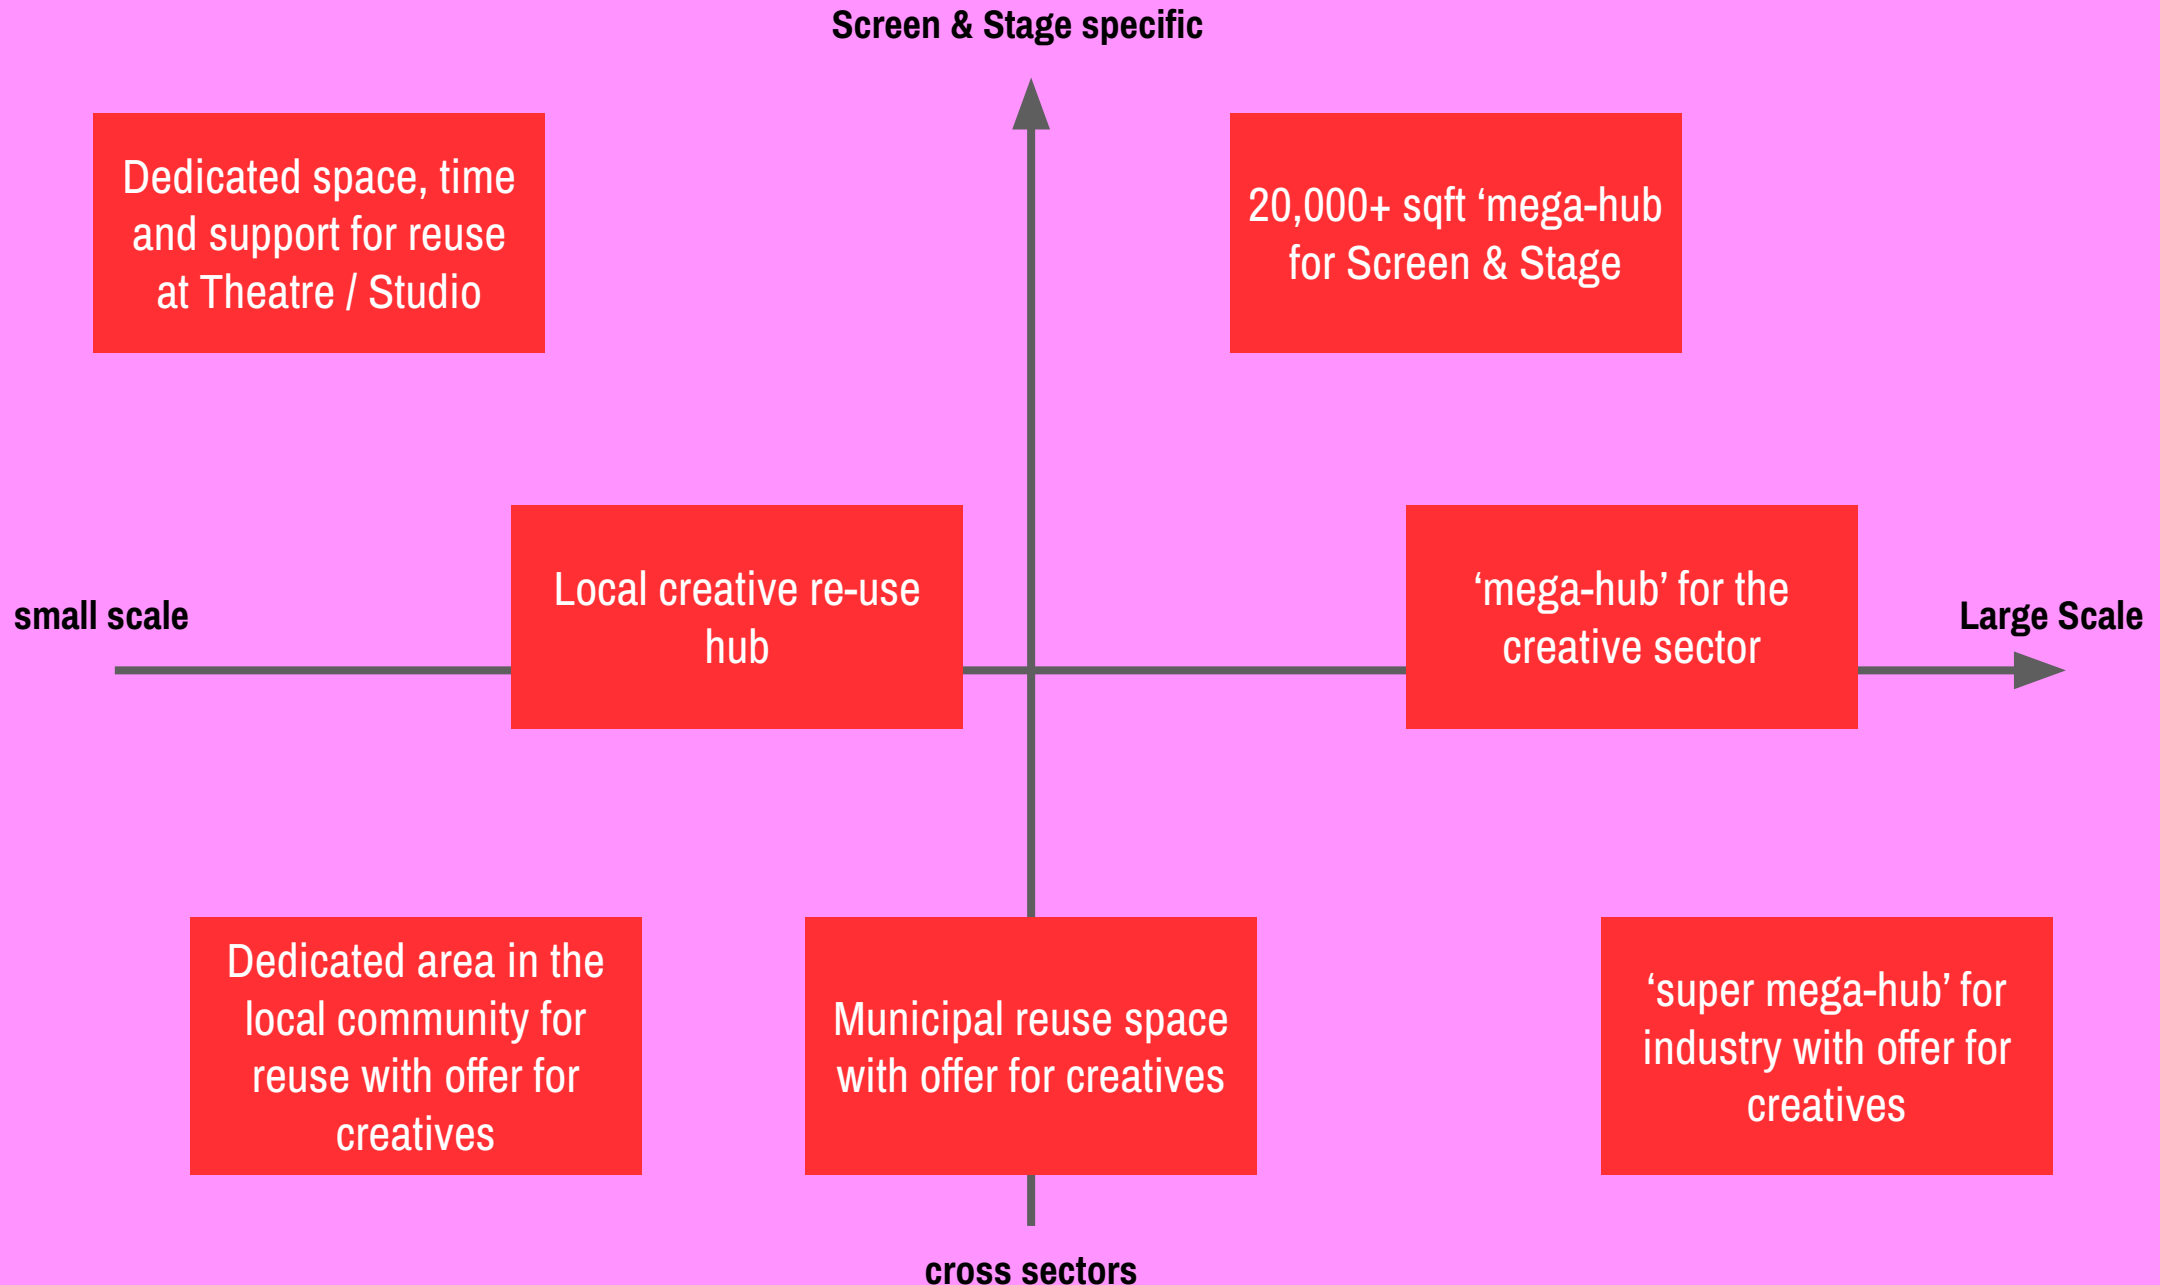 Screen & Stage specific
Dedicated space, time
and support for reuse
at Theatre / Studio
20,000+ sqft ‘mega-hub
for Screen & Stage
small scale
Local creative re-use
hub
‘mega-hub’ for the
creative sector
Large Scale
Dedicated area in the
local community for
reuse with offer for
creatives
Municipal reuse space
with offer for creatives
‘super mega-hub’ for
industry with offer for
creatives
cross sectors